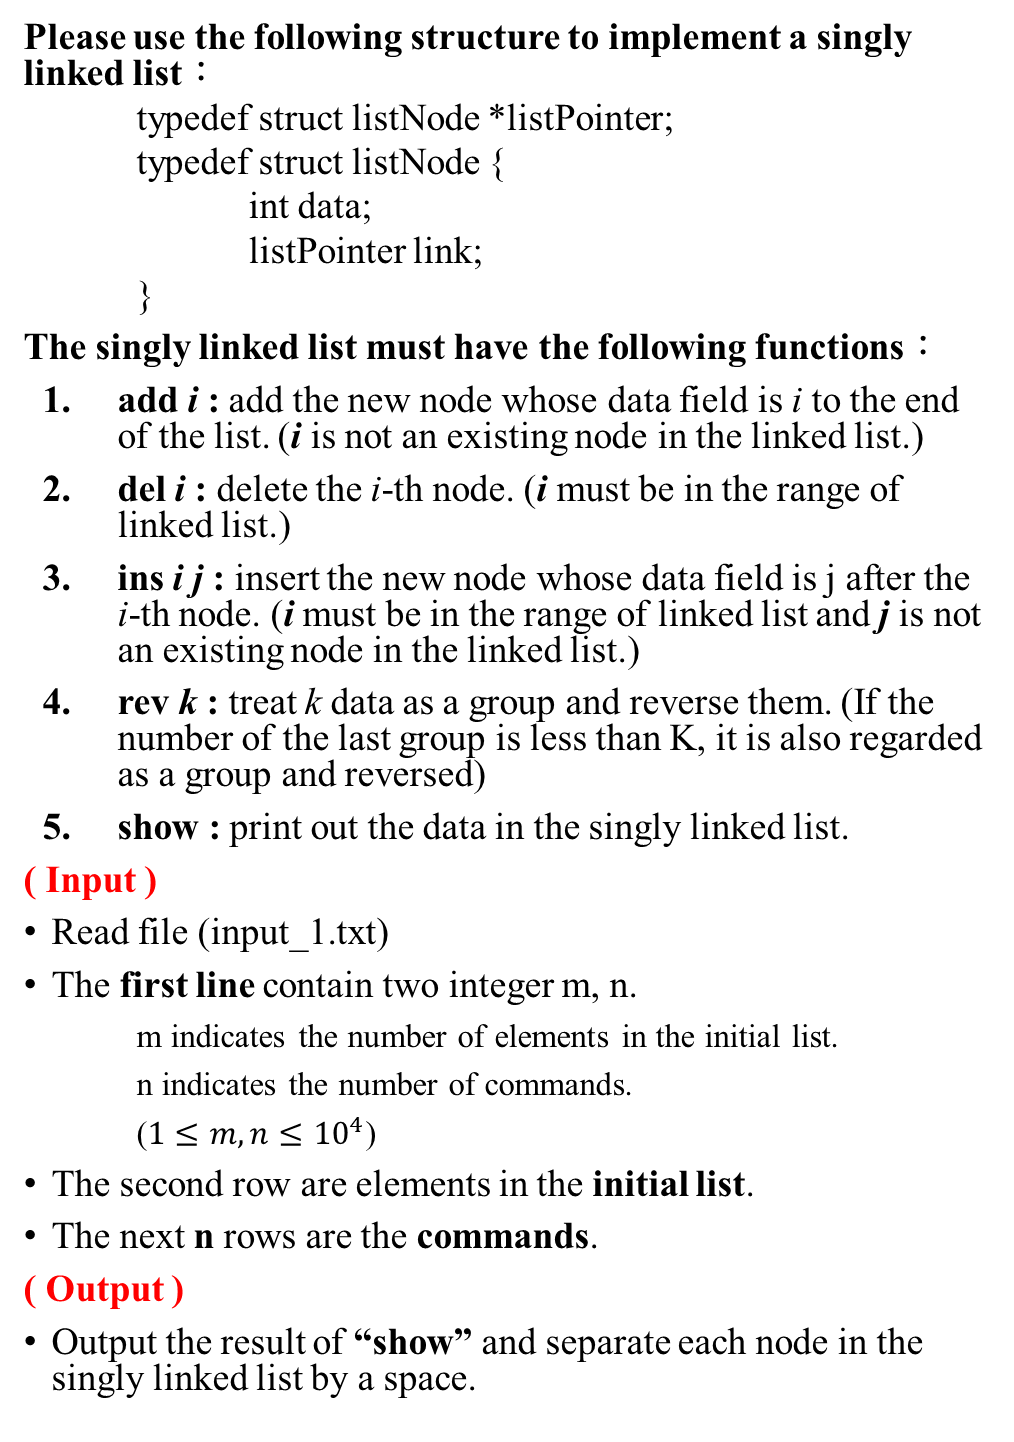 Please use the following structure to implement a singly
linked list：
typedef struct listNode *listPointer;
typedef struct listNode {
int data;
listPointer link;
}
The singly linked list must have the following functions：
1. add i : add the new node whose data field is i to the end
of the list. (i is not an existing node in the linked list.)
2. del i : delete the i-th node. (i must be in the range of
linked list.)
3. ins i j : insert the new node whose data field is j after the
i-th node. (i must be in the range of linked list and j is not
an existing node in the linked list.)
4. rev k : treat k data as a group and reverse them. (If the
number of the last group is less than K, it is also regarded
as a group and reversed)
5. show : print out the data in the singly linked list.
( Input )
• Read file (input_1.txt)
• The first line contain two integer m, n.
m indicates the number of elements in the initial list.
n indicates the number of commands.
(1 ≤ m, n ≤ 10⁴)
• The second row are elements in the initial list.
• The next n rows are the commands.
( Output )
• Output the result of “show” and separate each node in the
singly linked list by a space.